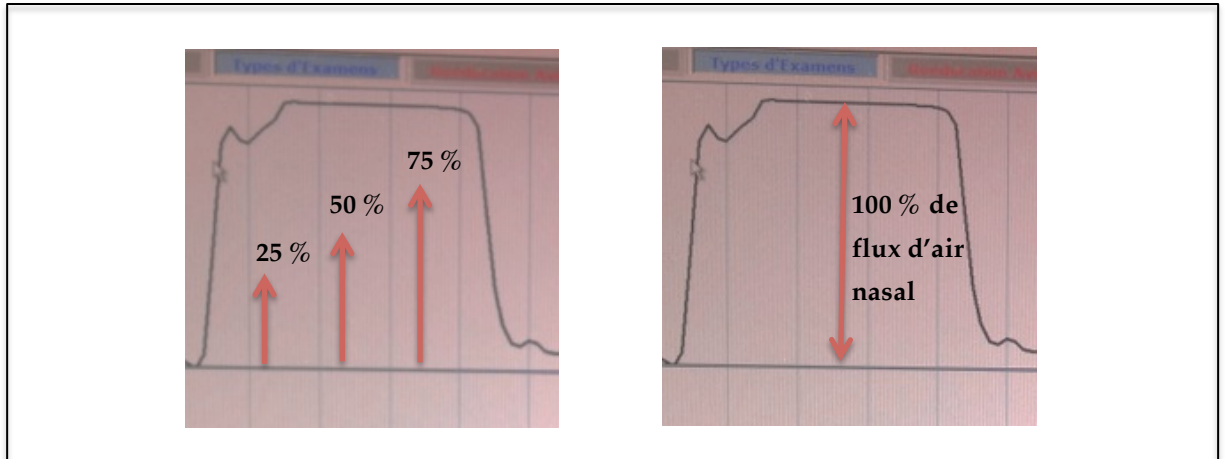 Types d'Examens
75 %
50 %
25 %
Types d'Examens
100 % de
flux d'air
nasal